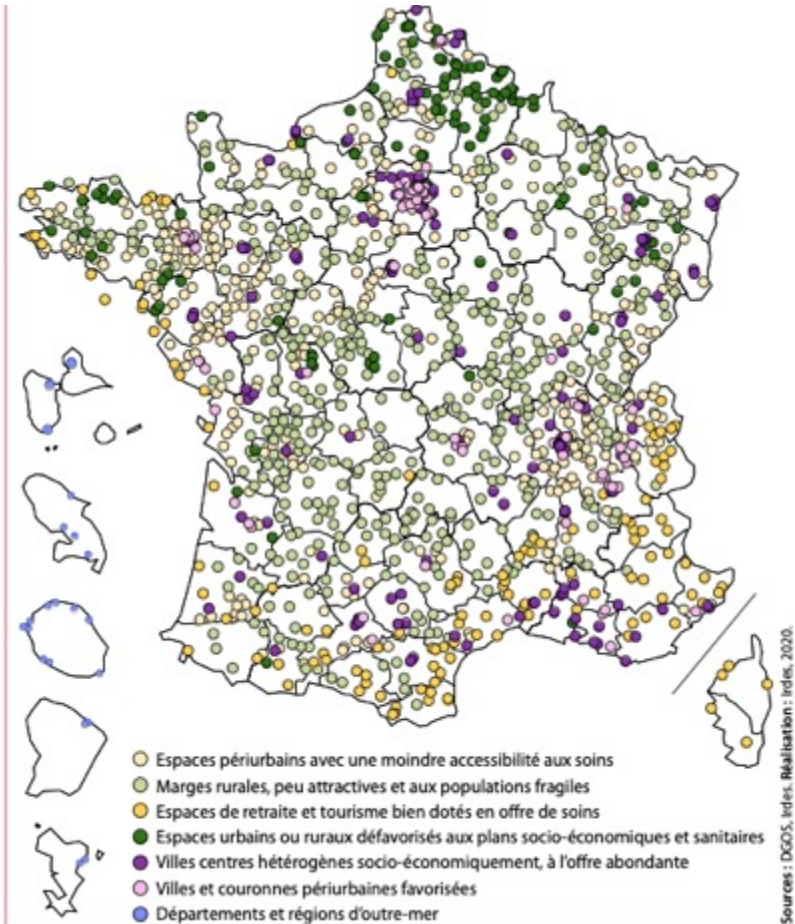 Espaces périurbains avec une moindre accessibilité aux soins
Marges rurales, peu attractives et aux populations fragiles
Espaces de retraite et tourisme bien dotés en offre de soins
Espaces urbains ou ruraux défavorisés aux plans socio-économiques et sanitaires
Villes centres hétérogènes socio-économiquement, à l'offre abondante
Villes et couronnes périurbaines favorisées
Départements et régions d'outre-mer
Sources : DGOS, Irdes. Réalisation : Irdes, 2020.